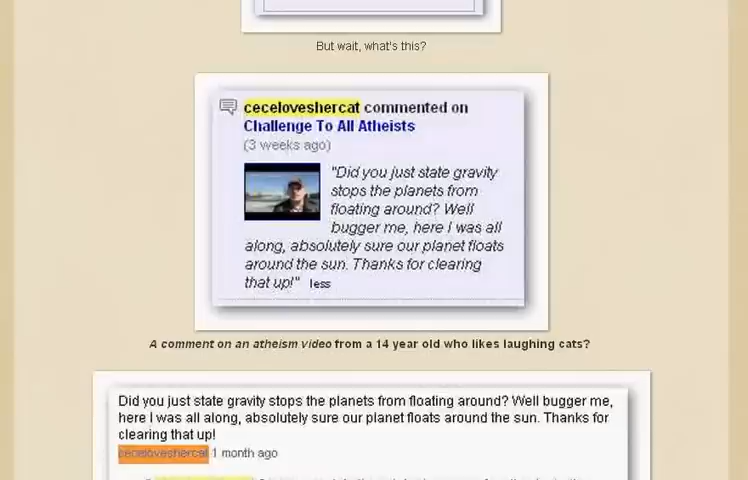 But wait, what's this?
ceceloveshercat commented on
Challenge To All Atheists
(3 weeks ago)
"Did you just state gravity
stops the planets from
floating around? Well
bugger me, here I was all
along, absolutely sure our planet floats
around the sun. Thanks for clearing
that up!" less
A comment on an atheism video from a 14 year old who likes laughing cats?
Did you just state gravity stops the planets from floating around? Well bugger me,
here I was all along, absolutely sure our planet floats around the sun. Thanks for
clearing that up!
ceceloveshercat 1 month ago